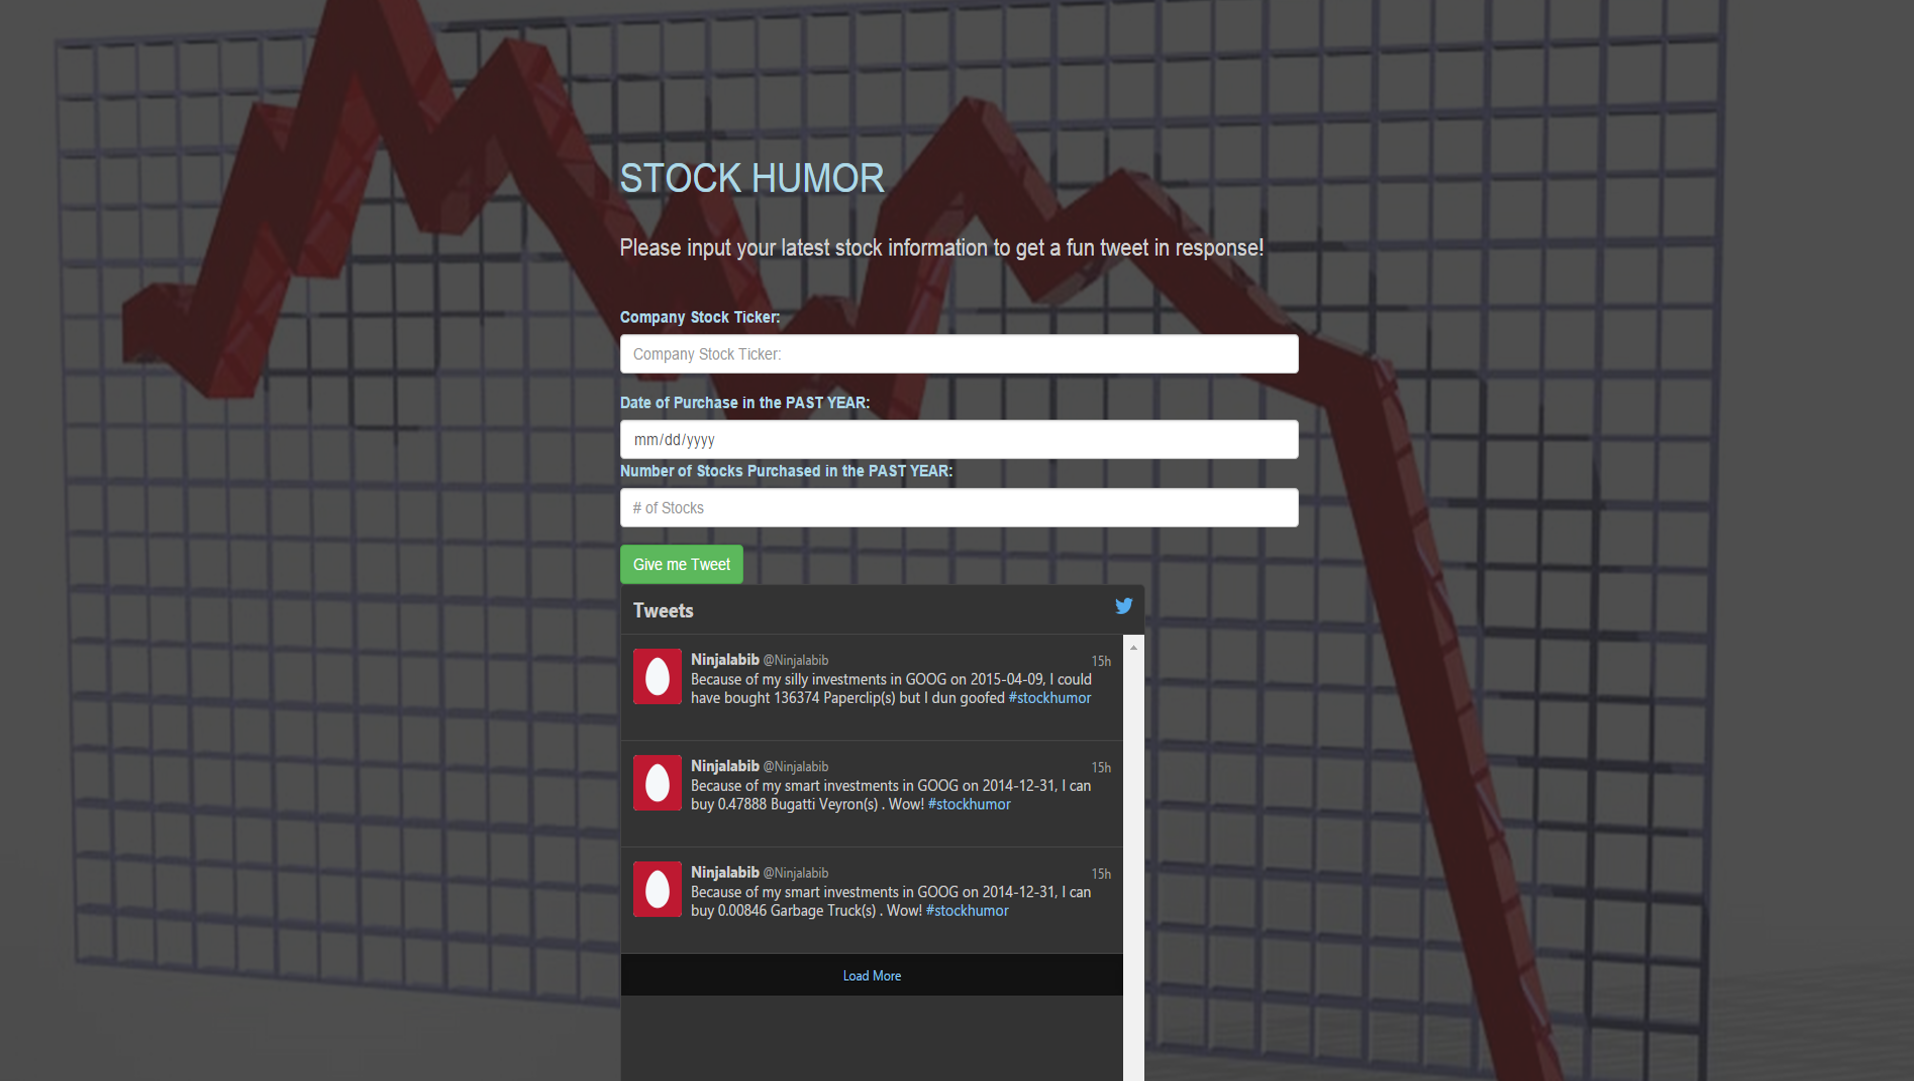 STOCK HUMOR
Please input your latest stock information to get a fun tweet in response!
Company Stock Ticker:
Company Stock Ticker:
Date of Purchase in the PAST YEAR:
mm/dd/yyyy
Number of Stocks Purchased in the PAST YEAR:
# of Stocks
Give me Tweet
Tweets
Ninjalabib @Ninjalabib 15h
Because of my silly investments in GOOG on 2015-04-09, I could
have bought 136374 Paperclip(s) but I dun goofed #stockhumor
Ninjalabib @Ninjalabib 15h
Because of my smart investments in GOOG on 2014-12-31, I can
buy 0.47888 Bugatti Veyron(s) . Wow! #stockhumor
Ninjalabib @Ninjalabib 15h
Because of my smart investments in GOOG on 2014-12-31, I can
buy 0.00846 Garbage Truck(s) . Wow! #stockhumor
Load More